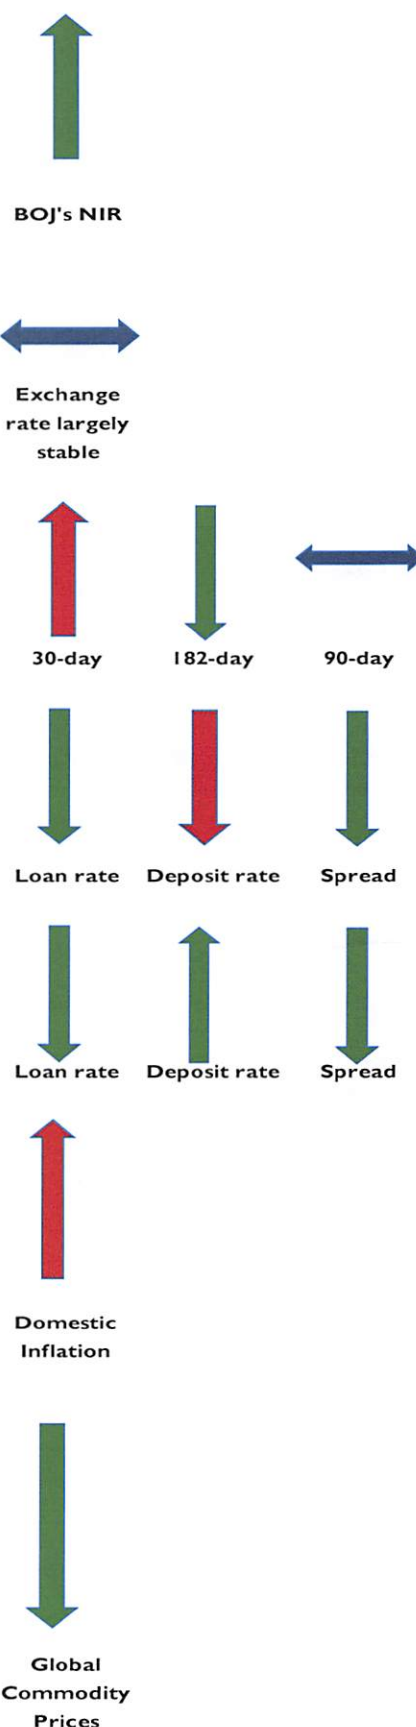 BOJ's NIR
Exchange
rate largely
stable
30-day 182-day 90-day
Loan rate Deposit rate Spread
Loan rate Deposit rate Spread
Domestic
Inflation
Global
Commodity
Prices